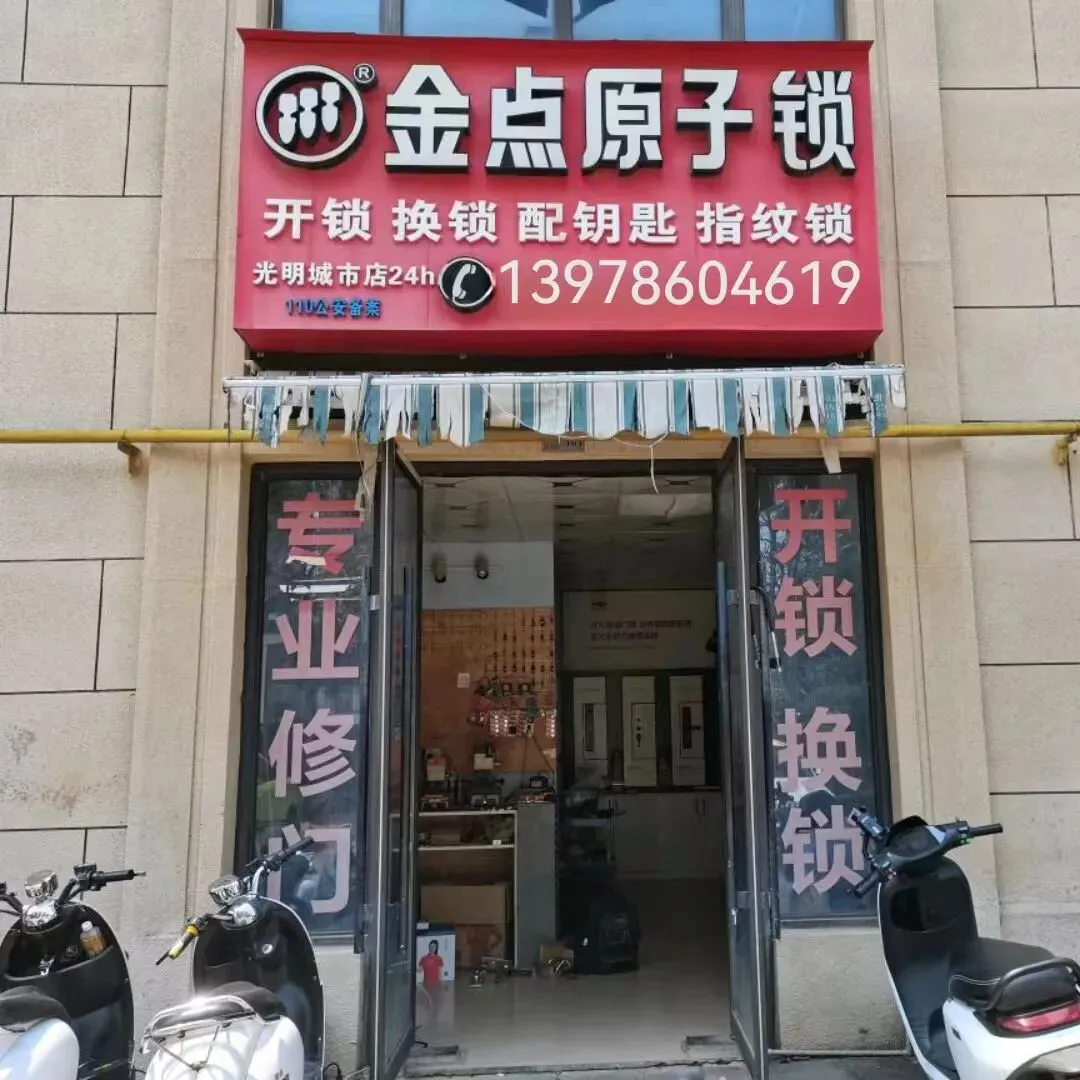 ®
金点原子锁
开锁 换锁 配钥匙 指纹锁
光明城市店24h 13978604619
110公安备案
专业修门
开锁 换锁